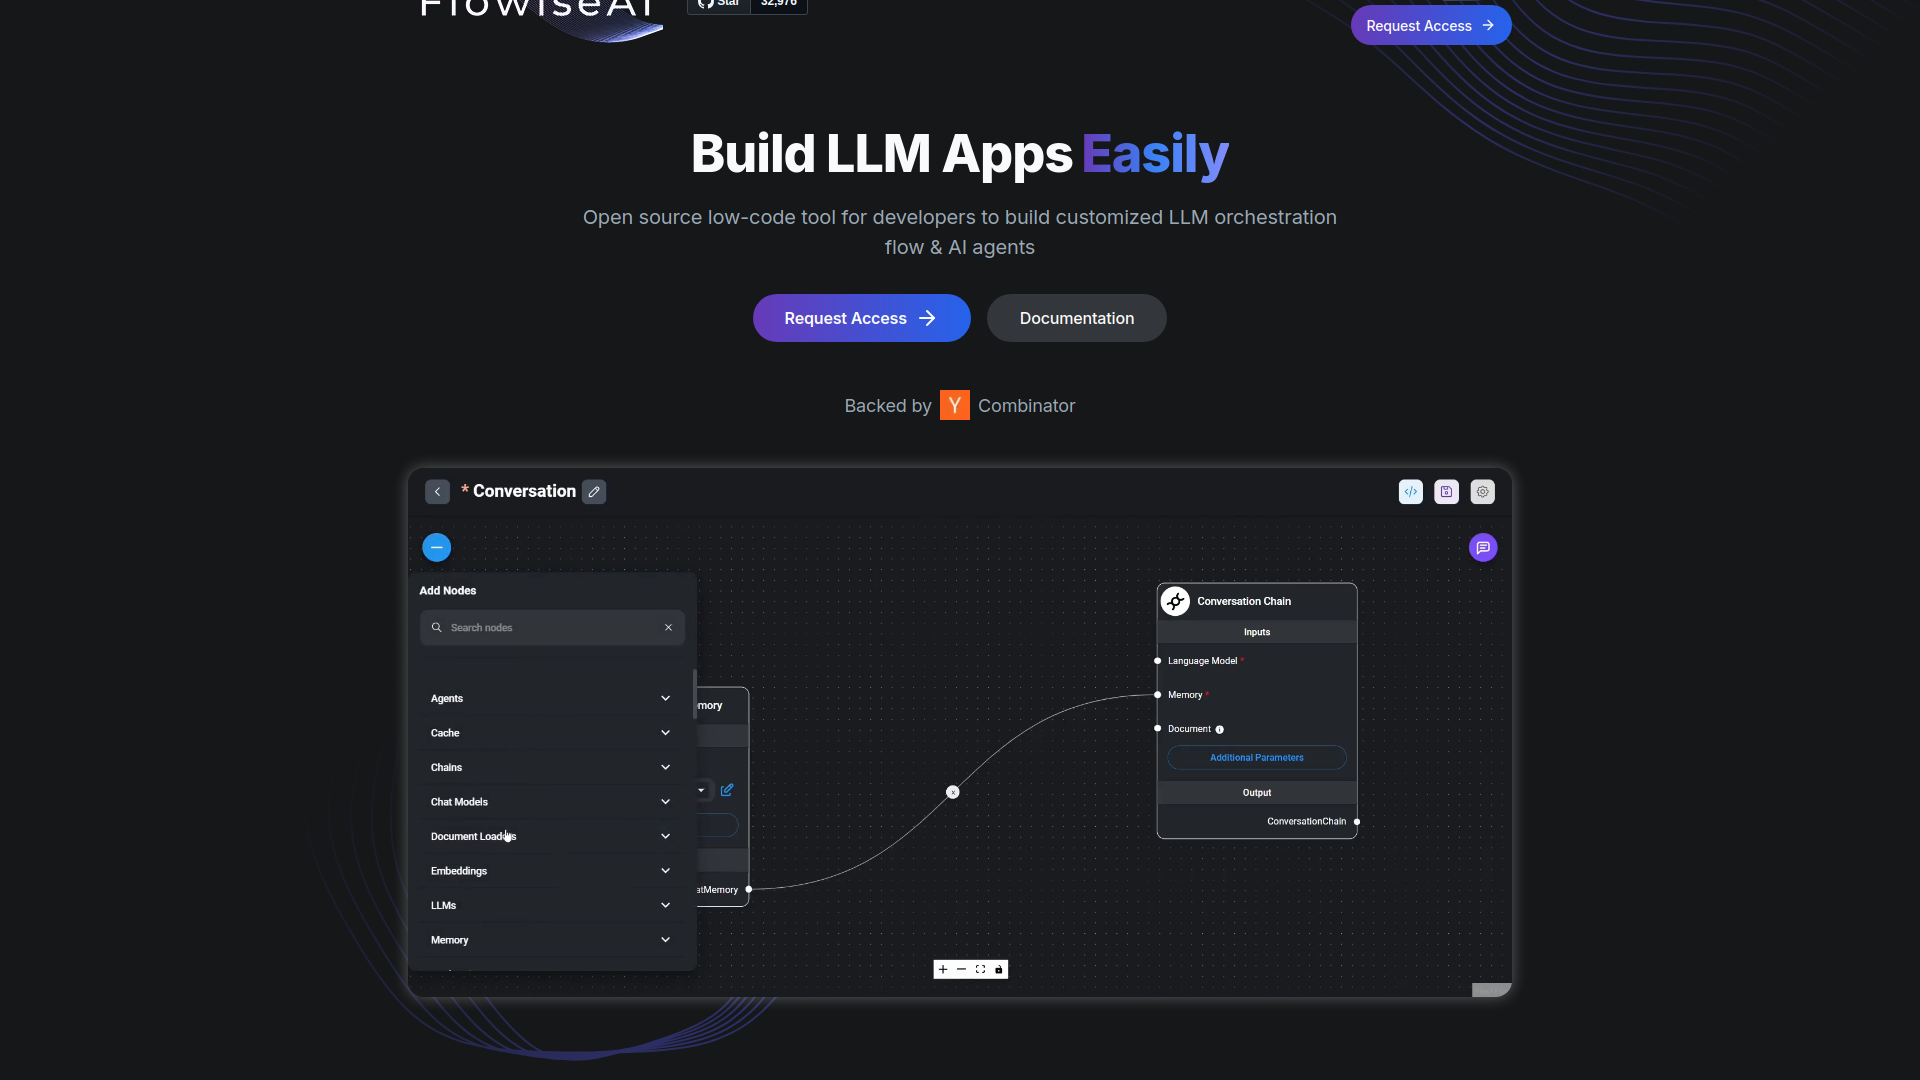 FlowiseAI
Star 32,976
Request Access
Build LLM Apps Easily
Open source low-code tool for developers to build customized LLM orchestration
flow & AI agents
Request Access
Documentation
Backed by Y Combinator
* Conversation
Add Nodes
Search nodes
Agents
Cache
Chains
Chat Models
Document Loaders
Embeddings
LLMs
Memory
emory
atMemory
Conversation Chain
Inputs
Language Model *
Memory *
Document
Additional Parameters
Output
ConversationChain